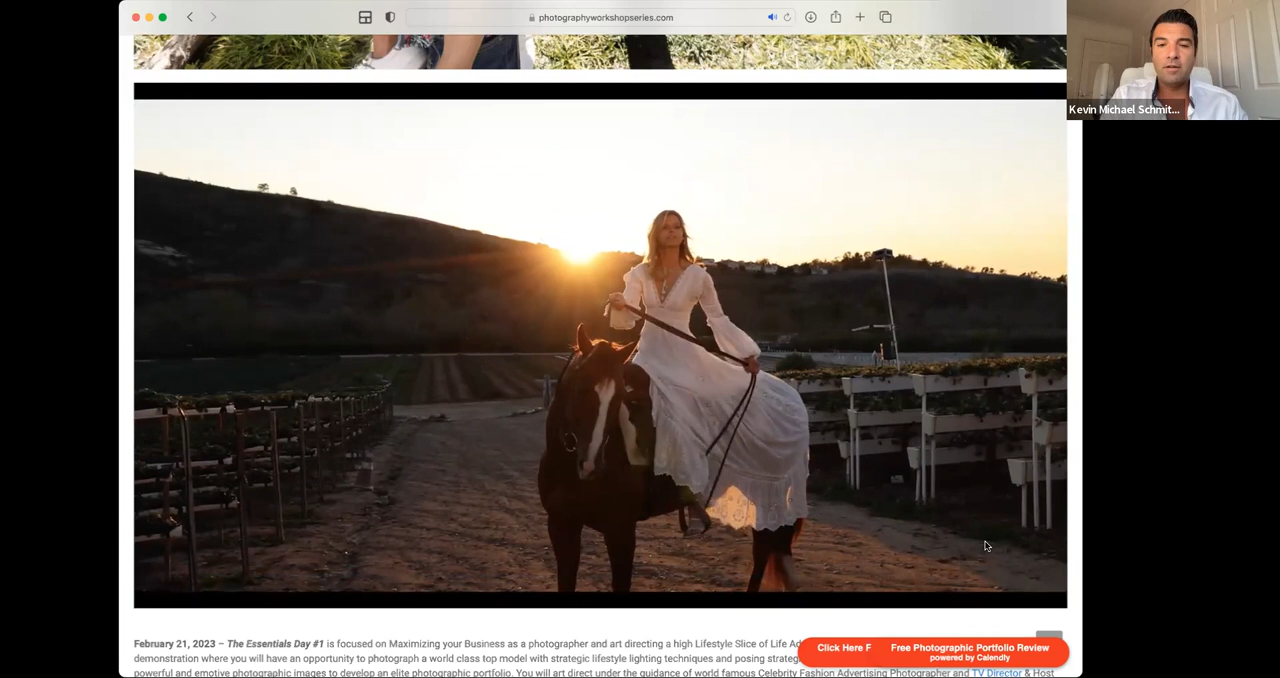 photographyworkshopseries.com
Kevin Michael Schmit...
February 21, 2023 – The Essentials Day #1 is focused on Maximizing your Business as a photographer and art directing a high Lifestyle Slice of Life Ad
demonstration where you will have an opportunity to photograph a world class top model with strategic lifestyle lighting techniques and posing strateg
powerful and emotive photographic images to develop an elite photographic portfolio. You will art direct under the guidance of world famous Celebrity Fashion Advertising Photographer and TV Director & Host
Click Here F Free Photographic Portfolio Review
powered by Calendly